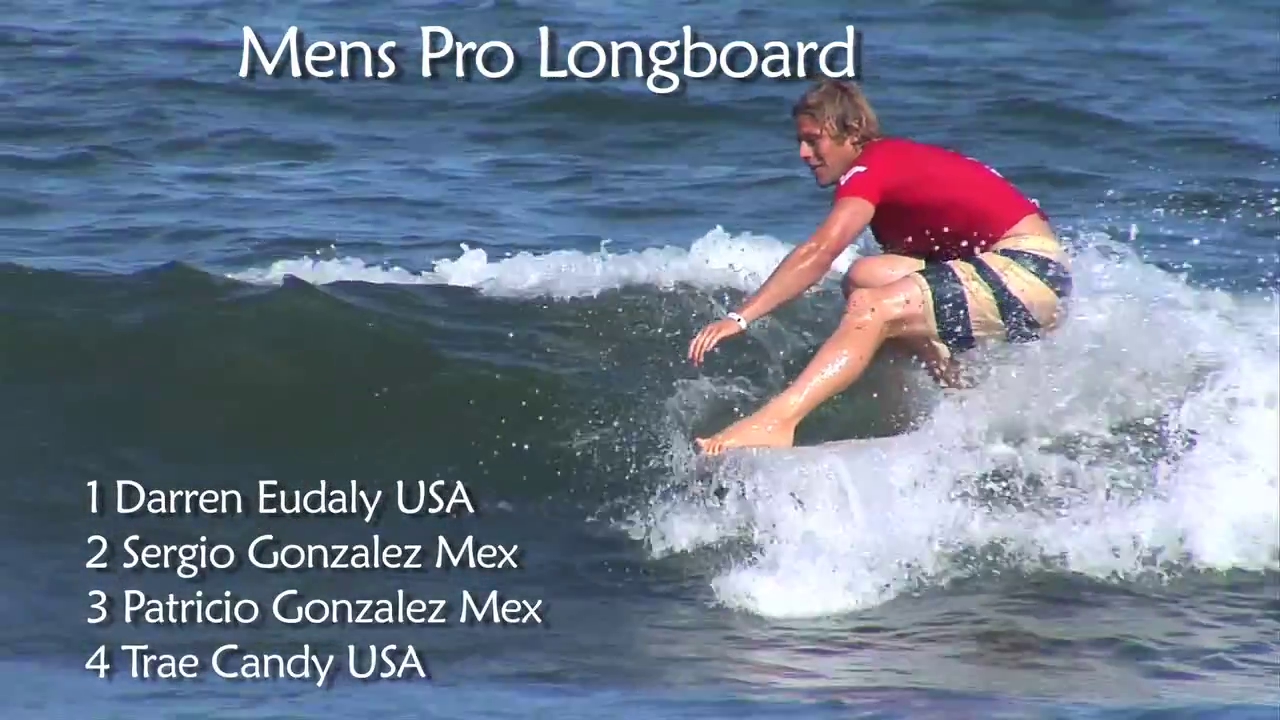 Mens Pro Longboard
1 Darren Eudaly USA
2 Sergio Gonzalez Mex
3 Patricio Gonzalez Mex
4 Trae Candy USA